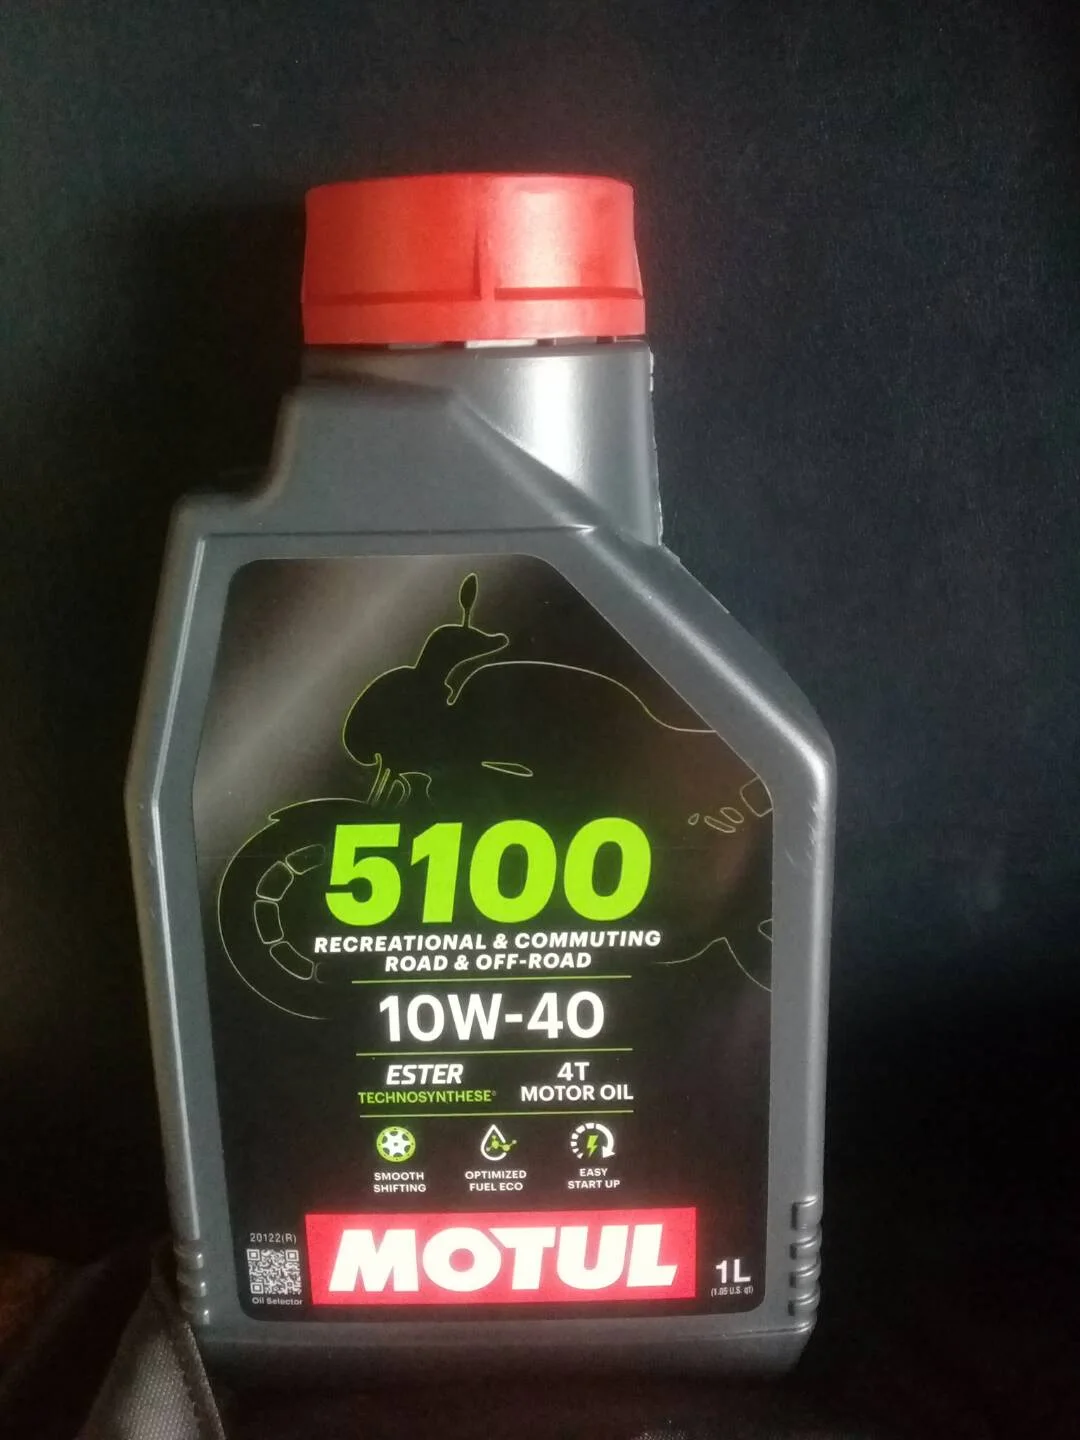 5100
RECREATIONAL & COMMUTING
ROAD & OFF-ROAD
10W-40
ESTER
TECHNOSYNTHESE®
4T
MOTOR OIL
SMOOTH
SHIFTING
OPTIMIZED
FUEL ECO
EASY
START UP
20122(R)
Oil Selector
MOTUL
1L
(1.05 U.S. qt)